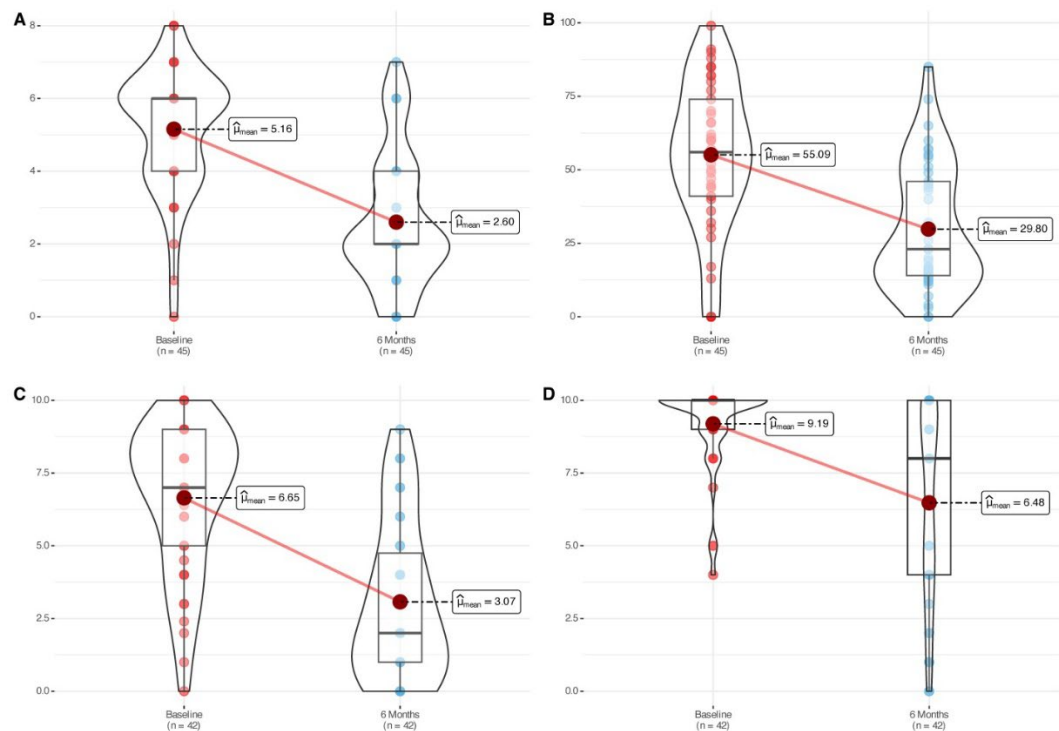 A
8
6
4
2
0
μ̂mean = 5.16
μ̂mean = 2.60
Baseline
(n = 45)
6 Months
(n = 45)
B
100
75
50
25
0
μ̂mean = 55.09
μ̂mean = 29.80
Baseline
(n = 45)
6 Months
(n = 45)
C
10.0
7.5
5.0
2.5
0.0
μ̂mean = 6.65
μ̂mean = 3.07
Baseline
(n = 42)
6 Months
(n = 42)
D
10.0
7.5
5.0
2.5
0.0
μ̂mean = 9.19
μ̂mean = 6.48
Baseline
(n = 42)
6 Months
(n = 42)